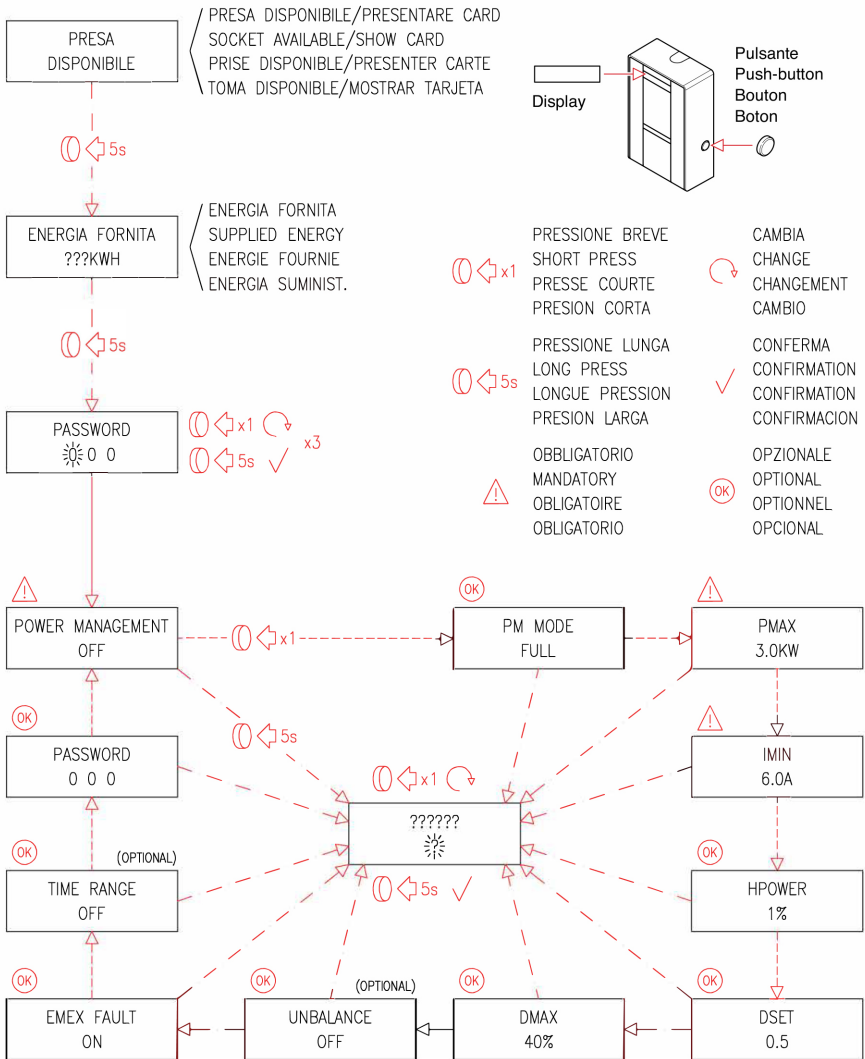 PRESA
DISPONIBILE
PRESA DISPONIBILE/PRESENTARE CARD
SOCKET AVAILABLE/SHOW CARD
PRISE DISPONIBLE/PRESENTER CARTE
TOMA DISPONIBLE/MOSTRAR TARJETA
Display
Pulsante
Push-button
Bouton
Boton
5s
ENERGIA FORNITA
???KWH
ENERGIA FORNITA
SUPPLIED ENERGY
ENERGIE FOURNIE
ENERGIA SUMINIST.
x1
PRESSIONE BREVE
SHORT PRESS
PRESSE COURTE
PRESION CORTA
CAMBIA
CHANGE
CHANGEMENT
CAMBIO
5s
5s
PRESSIONE LUNGA
LONG PRESS
LONGUE PRESSION
PRESION LARGA
CONFERMA
CONFIRMATION
CONFIRMATION
CONFIRMACION
PASSWORD
0 0 0
x1
5s
x3
!
OBBLIGATORIO
MANDATORY
OBLIGATOIRE
OBLIGATORIO
OK
OPZIONALE
OPTIONAL
OPTIONNEL
OPCIONAL
!
POWER MANAGEMENT
OFF
x1
OK
PM MODE
FULL
!
PMAX
3.0KW
OK
PASSWORD
0 0 0
5s
!
IMIN
6.0A
x1
??????
?
5s
OK
(OPTIONAL)
TIME RANGE
OFF
OK
HPOWER
1%
OK
EMEX FAULT
ON
OK
(OPTIONAL)
UNBALANCE
OFF
OK
DMAX
40%
OK
DSET
0.5